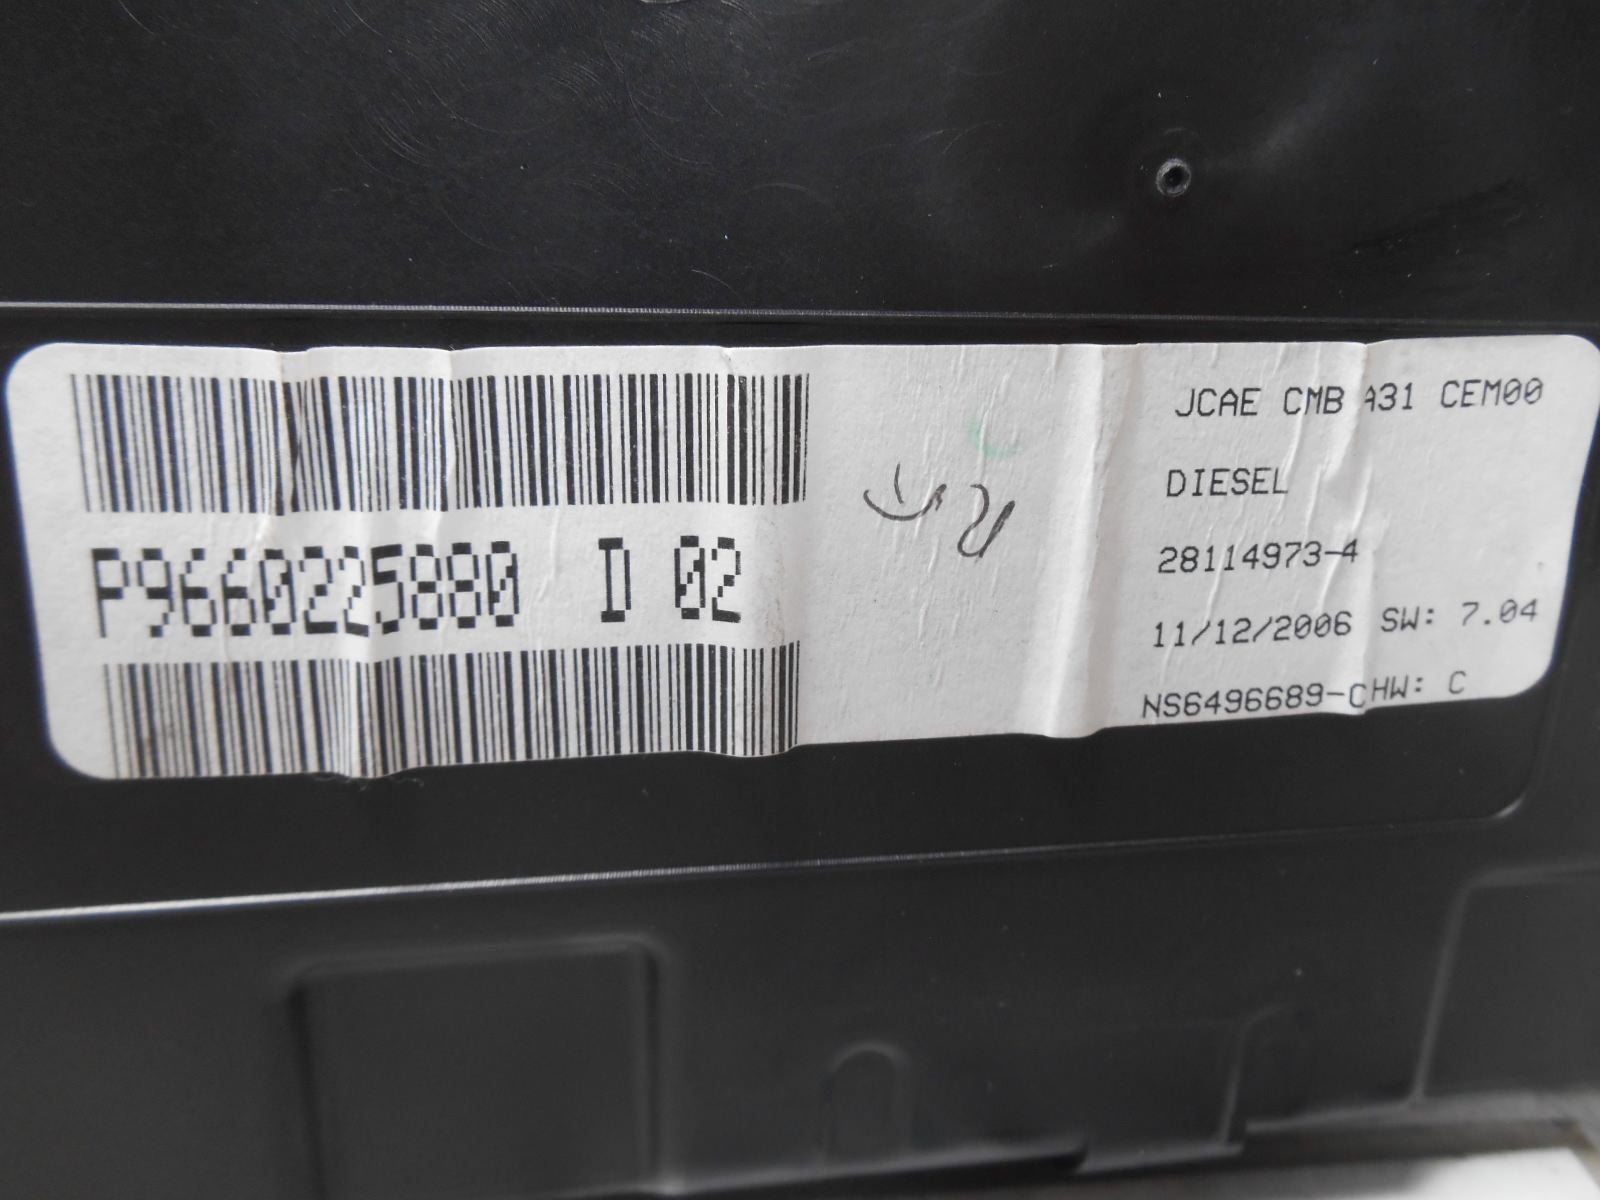 P9660225880 D 02
JCAE CMB A31 CEM00
DIESEL
28114973-4
11/12/2006 SW: 7.04
NS6496689-C HW: C